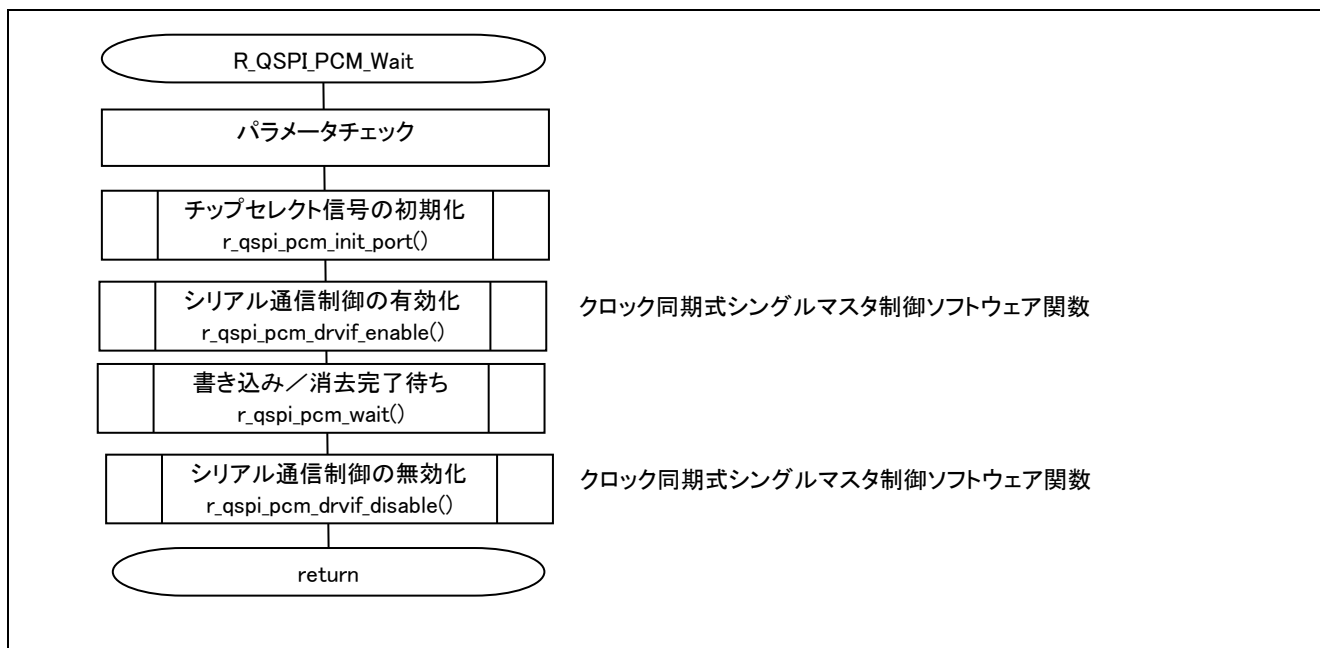 R_QSPI_PCM_Wait
パラメータチェック
チップセレクト信号の初期化
r_qspi_pcm_init_port()
シリアル通信制御の有効化
r_qspi_pcm_drvif_enable()
クロック同期式シングルマスタ制御ソフトウェア関数
書き込み／消去完了待ち
r_qspi_pcm_wait()
シリアル通信制御の無効化
r_qspi_pcm_drvif_disable()
クロック同期式シングルマスタ制御ソフトウェア関数
return